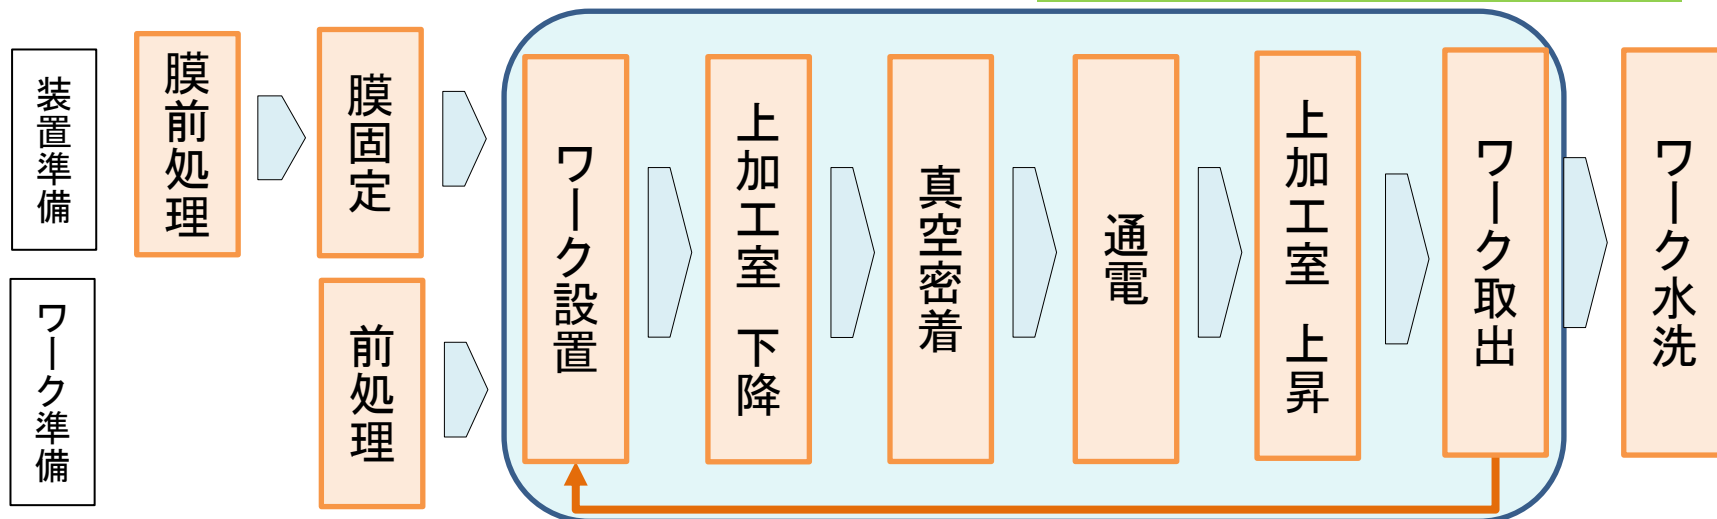 装置準備
膜前処理
膜固定
ワーク準備
前処理
ワーク設置
上加工室 下降
真空密着
通電
上加工室 上昇
ワーク取出
ワーク水洗